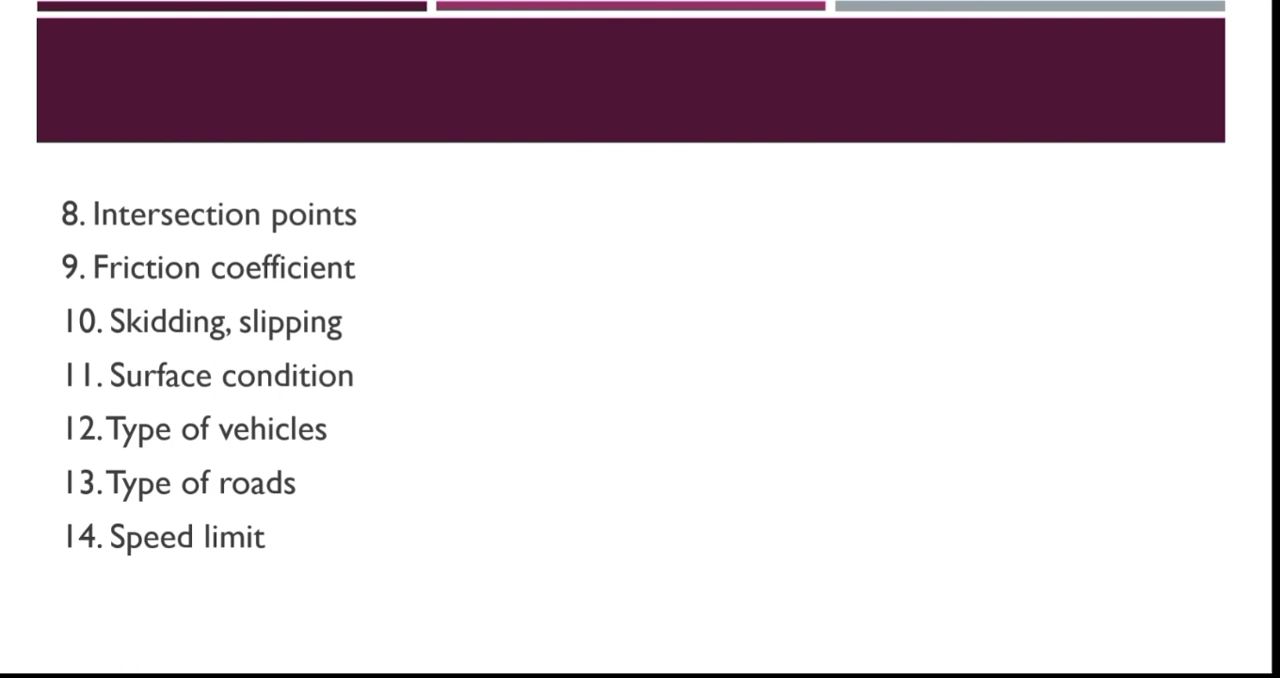 8. Intersection points
9. Friction coefficient
10. Skidding, slipping
11. Surface condition
12. Type of vehicles
13. Type of roads
14. Speed limit